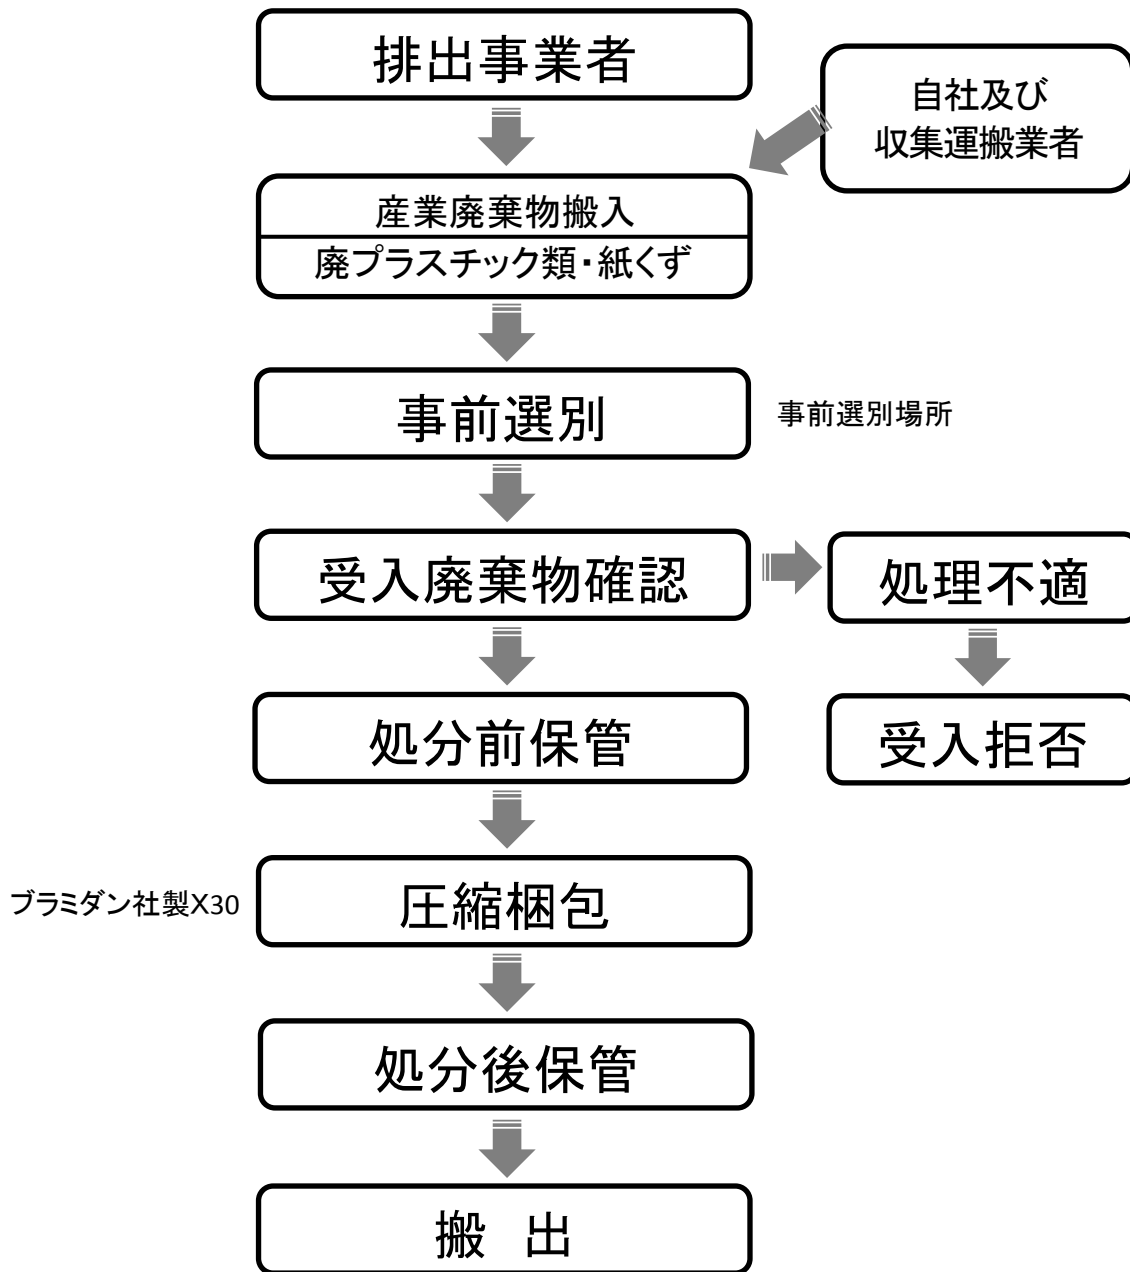 排出事業者
自社及び
収集運搬業者
産業廃棄物搬入
廃プラスチック類・紙くず
事前選別
事前選別場所
受入廃棄物確認
処理不適
処分前保管
受入拒否
ブラミダン社製X30
圧縮梱包
処分後保管
搬　出